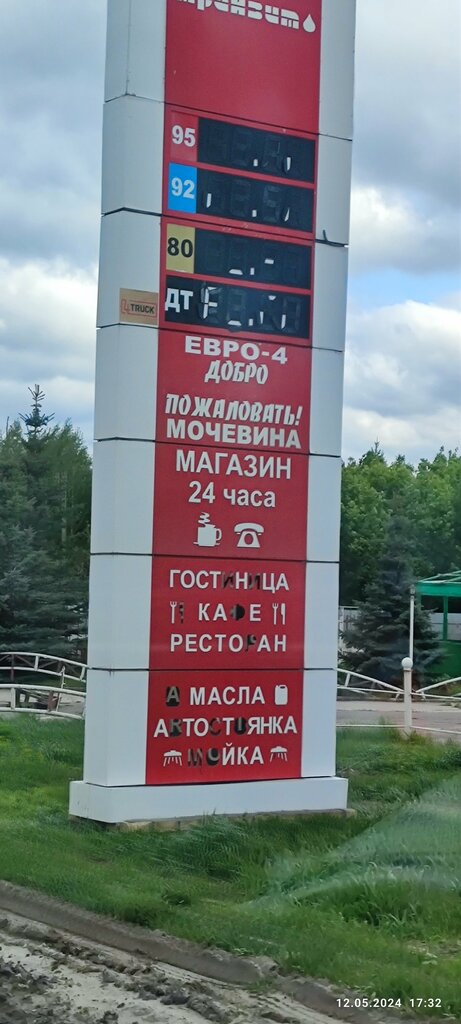 транзит
95
92
80
ДТ
TRUCK
ЕВРО-4
ДОБРО
ПОЖАЛОВАТЬ!
МОЧЕВИНА
МАГАЗИН
24 часа
ГОСТИНИЦА
КАФЕ
РЕСТОРАН
МАСЛА
АВТОСТОЯНКА
МОЙКА
12.05.2024 17:32